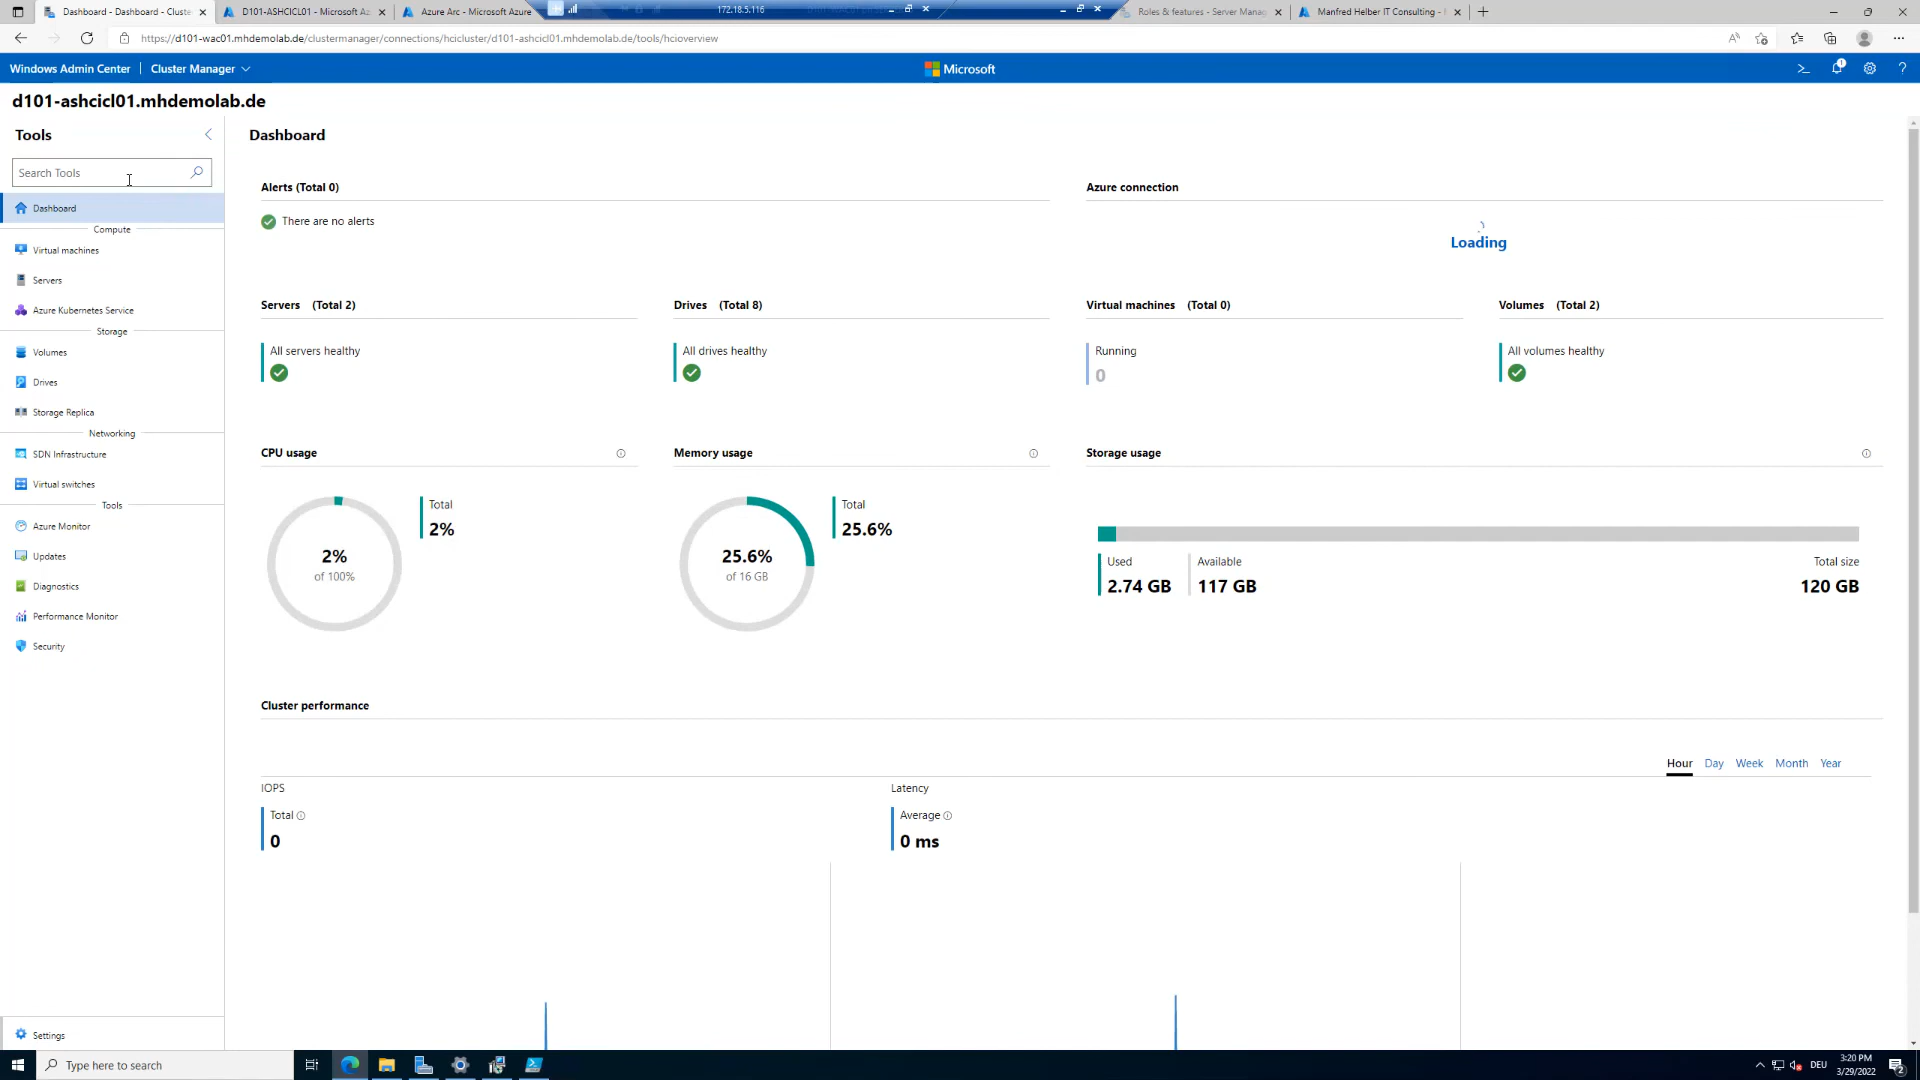 Dashboard - Dashboard - Cluste
D101-ASHCICL01 - Microsoft Az
Azure Arc - Microsoft Azure
172.18.5.116
Roles & features - Server Manag
Manfred Helber IT Consulting -
https://d101-wac01.mhdemolab.de/clustermanager/connections/hcicluster/d101-ashcicl01.mhdemolab.de/tools/hcioverview
Windows Admin Center
Cluster Manager
Microsoft
d101-ashcicl01.mhdemolab.de
Tools
Search Tools
Dashboard
Compute
Virtual machines
Servers
Azure Kubernetes Service
Storage
Volumes
Drives
Storage Replica
Networking
SDN Infrastructure
Virtual switches
Tools
Azure Monitor
Updates
Diagnostics
Performance Monitor
Security
Settings
Dashboard
Alerts (Total 0)
There are no alerts
Azure connection
Loading
Servers (Total 2)
All servers healthy
Drives (Total 8)
All drives healthy
Virtual machines (Total 0)
Running
0
Volumes (Total 2)
All volumes healthy
CPU usage
2%
of 100%
Total
2%
Memory usage
25.6%
of 16 GB
Total
25.6%
Storage usage
Used
2.74 GB
Available
117 GB
Total size
120 GB
Cluster performance
Hour Day Week Month Year
IOPS
Total
0
Latency
Average
0 ms
Type here to search
DEU
3:20 PM
3/29/2022
2